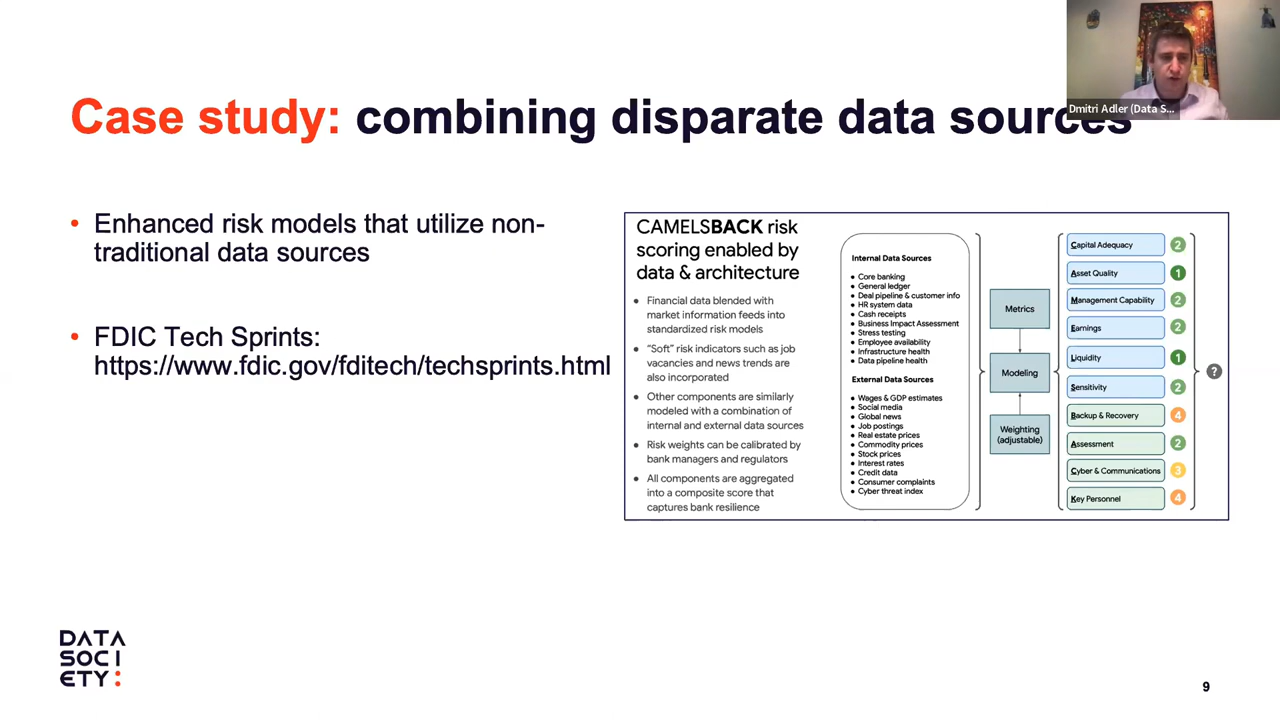 Dmitri Adler (Data S...
Case study: combining disparate data sources
• Enhanced risk models that utilize non-
traditional data sources
• FDIC Tech Sprints:
https://www.fdic.gov/fditech/techsprints.html
CAMELSBACK risk
scoring enabled by
data & architecture
• Financial data blended with
market information feeds into
standardized risk models
• “Soft” risk indicators such as job
vacancies and news trends are
also incorporated
• Other components are similarly
modeled with a combination of
internal and external data sources
• Risk weights can be calibrated by
bank managers and regulators
• All components are aggregated
into a composite score that
captures bank resilience
Internal Data Sources
• Core banking
• General ledger
• Deal pipeline & customer info
• HR system data
• Cash receipts
• Business Impact Assessment
• Stress testing
• Employee availability
• Infrastructure health
• Data pipeline health
External Data Sources
• Wages & GDP estimates
• Social media
• Global news
• Job postings
• Real estate prices
• Commodity prices
• Stock prices
• Interest rates
• Credit data
• Consumer complaints
• Cyber threat index
Metrics
Modeling
Weighting
(adjustable)
Capital Adequacy 2
Asset Quality 1
Management Capability 2
Earnings 2
Liquidity 1
Sensitivity 2
Backup & Recovery 4
Assessment 2
Cyber & Communications 3
Key Personnel 4
?
DATA
SOCI
ETY:
9